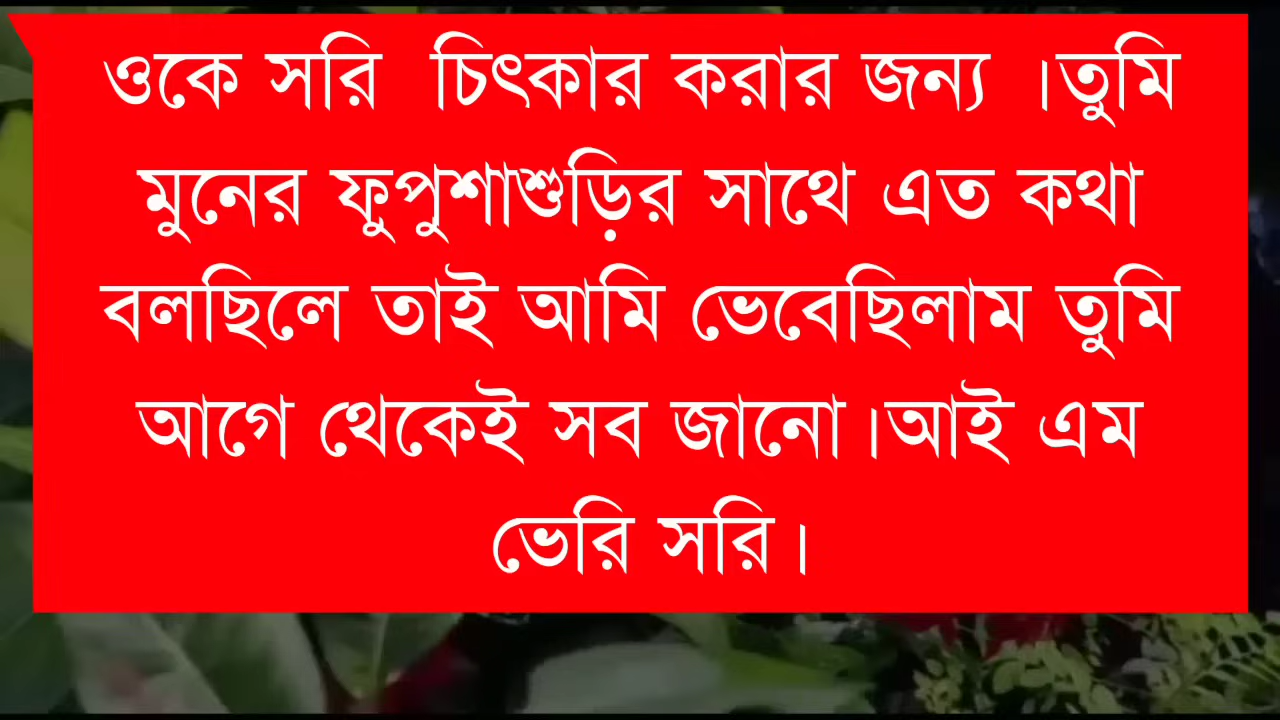 ওকে সরি চিৎকার করার জন্য ।তুমি
মুনের ফুপুশাশুড়ির সাথে এত কথা
বলছিলে তাই আমি ভেবেছিলাম তুমি
আগে থেকেই সব জানো।আই এম
ভেরি সরি।